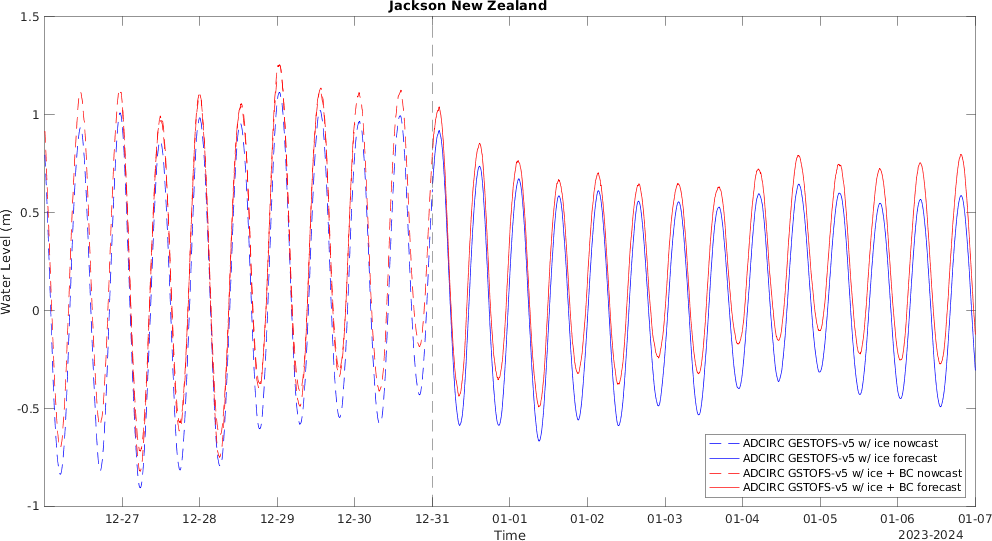 Jackson New Zealand
1.5
1
0.5
0
-0.5
-1
Water Level (m)
12-27 12-28 12-29 12-30 12-31 01-01 01-02 01-03 01-04 01-05 01-06 01-07
Time
2023-2024
ADCIRC GESTOFS-v5 w/ ice nowcast
ADCIRC GESTOFS-v5 w/ ice forecast
ADCIRC GSTOFS-v5 w/ ice + BC nowcast
ADCIRC GSTOFS-v5 w/ ice + BC forecast